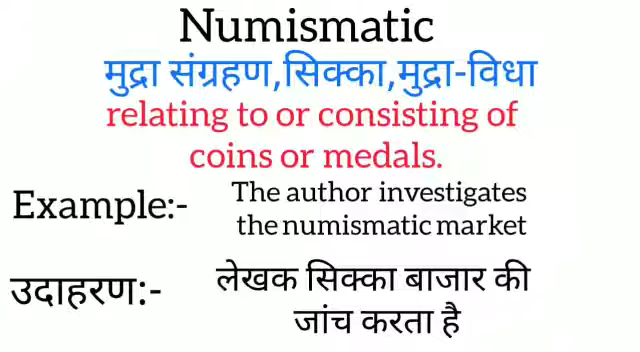 Numismatic
मुद्रा संग्रहण,सिक्का,मुद्रा-विधा
relating to or consisting of
coins or medals.
Example:- The author investigates
the numismatic market
उदाहरण:- लेखक सिक्का बाजार की
जांच करता है